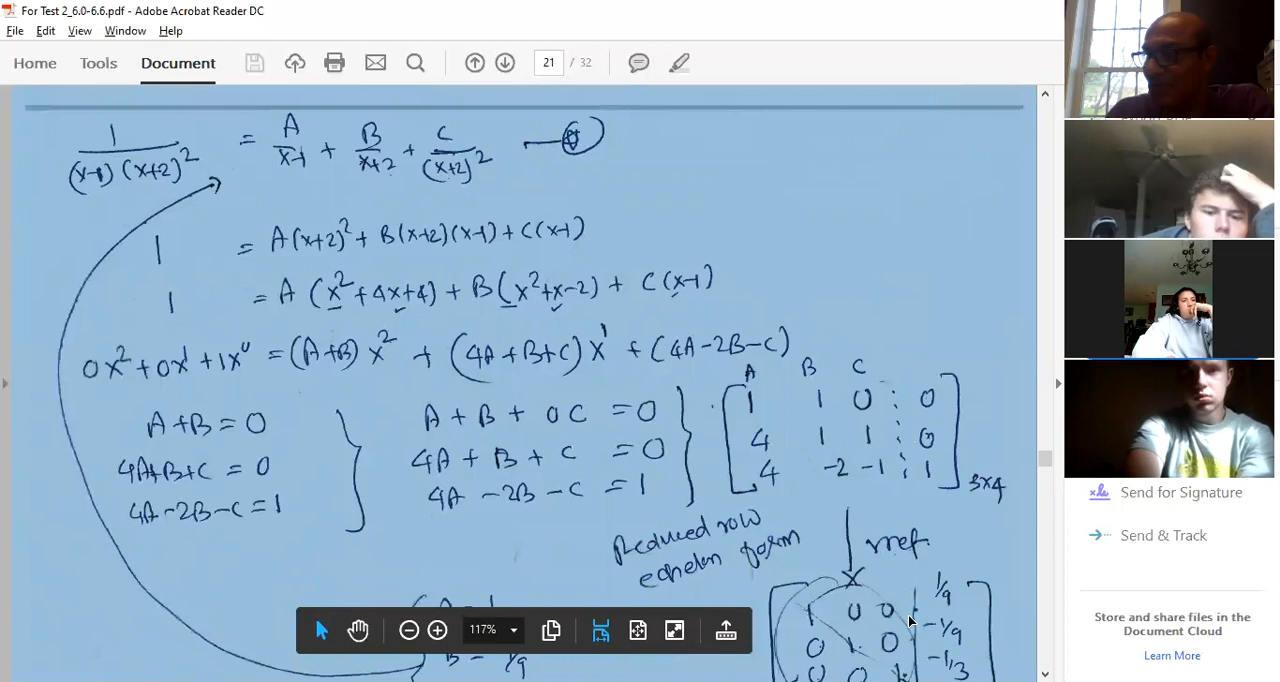 For Test 2_6.0-6.6.pdf - Adobe Acrobat Reader DC
File Edit View Window Help
Home Tools Document 21 / 32
1/((x-1)(x+2)^2) = A/(x-1) + B/(x+2) + C/(x+2)^2
1 = A(x+2)^2 + B(x+2)(x-1) + C(x-1)
1 = A(x^2+4x+4) + B(x^2+x-2) + C(x-1)
0x^2+0x^1+1x^0 = (A+B)x^2 + (4A+B+C)x^1 + (4A-2B-C)
A+B=0
4A+B+C=0
4A-2B-C=1
A+B+0C=0
4A+B+C=0
4A-2B-C=1
A B C
1 1 0 : 0
4 1 1 : 0
4 -2 -1 : 1
3x4
Reduced row
echelon form
rref.
1 0 0 1/9
0 1 0 -1/9
0 0 1 -1/3
117%
Send for Signature
Send & Track
Store and share files in the
Document Cloud
Learn More